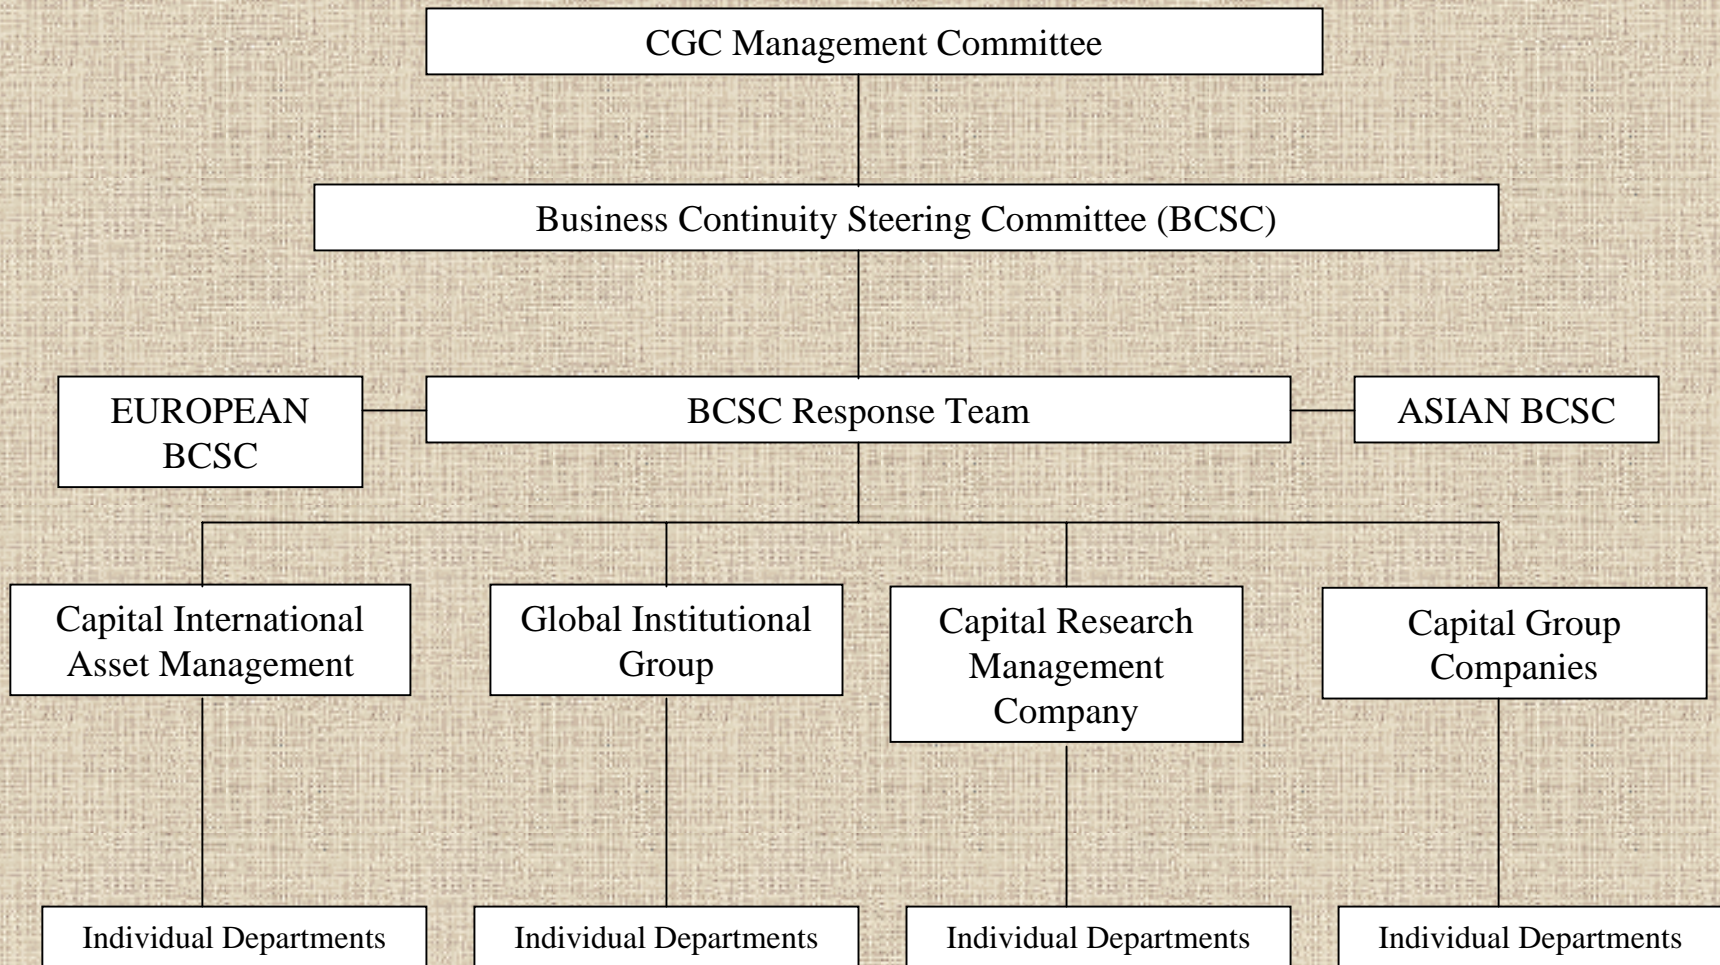 CGC Management Committee
Business Continuity Steering Committee (BCSC)
EUROPEAN
BCSC
BCSC Response Team
ASIAN BCSC
Capital International
Asset Management
Global Institutional
Group
Capital Research
Management
Company
Capital Group
Companies
Individual Departments
Individual Departments
Individual Departments
Individual Departments